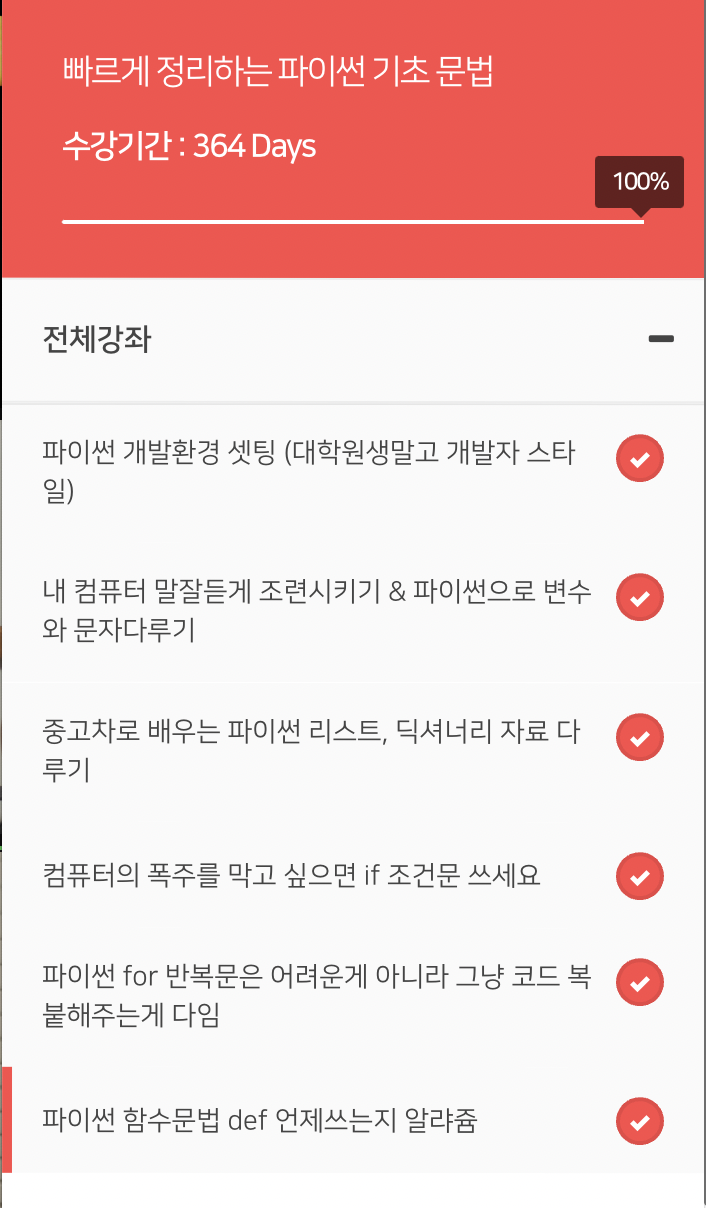 빠르게 정리하는 파이썬 기초 문법
수강기간 : 364 Days
100%
전체강좌
파이썬 개발환경 셋팅 (대학원생말고 개발자 스타
일)
내 컴퓨터 말잘듣게 조련시키기 & 파이썬으로 변수
와 문자다루기
중고차로 배우는 파이썬 리스트, 딕셔너리 자료 다
루기
컴퓨터의 폭주를 막고 싶으면 if 조건문 쓰세요
파이썬 for 반복문은 어려운게 아니라 그냥 코드 복
붙해주는게 다임
파이썬 함수문법 def 언제쓰는지 알랴쥼